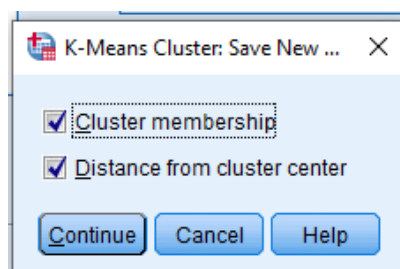 K-Means Cluster: Save New ...
Cluster membership
Distance from cluster center
Continue Cancel Help